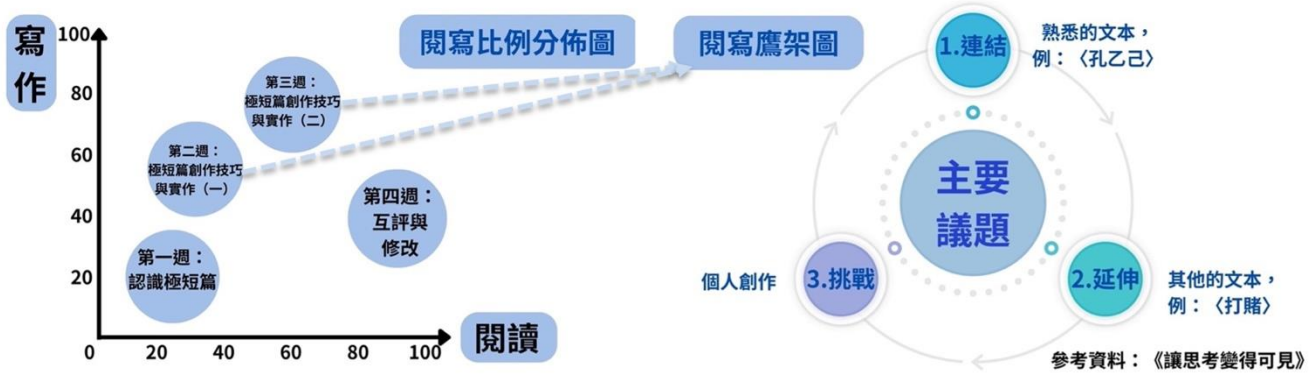 寫
作
100
80
60
40
20
0
20
40
60
80
100
閱讀
閱寫比例分佈圖
閱寫鷹架圖
第三週：
極短篇創作技巧
與實作（二）
第二週：
極短篇創作技巧
與實作（一）
第四週：
互評與
修改
第一週：
認識極短篇
1.連結
熟悉的文本，
例：〈孔乙己〉
主要
議題
2.延伸
其他的文本，
例：〈打賭〉
3.挑戰
個人創作
參考資料：《讓思考變得可見》